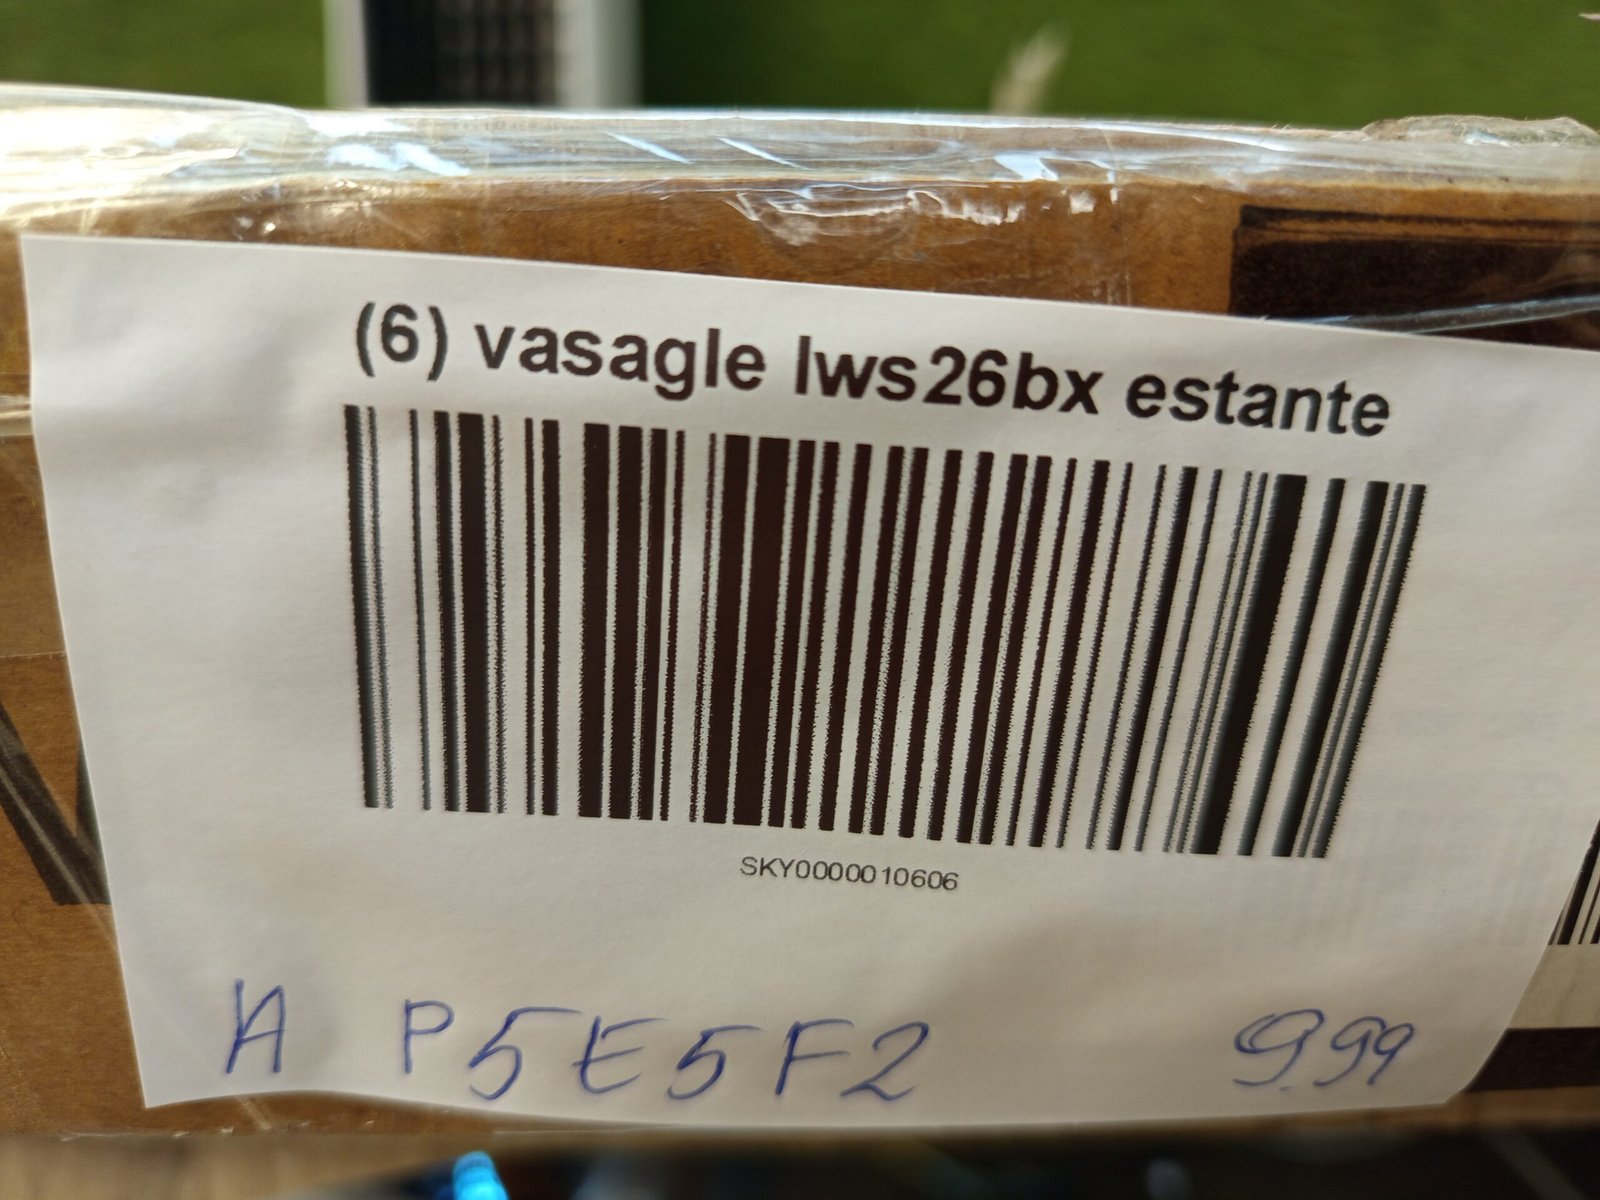 (6) vasagle lws26bx estante
SKY0000010606
A P5E5F2 9.99